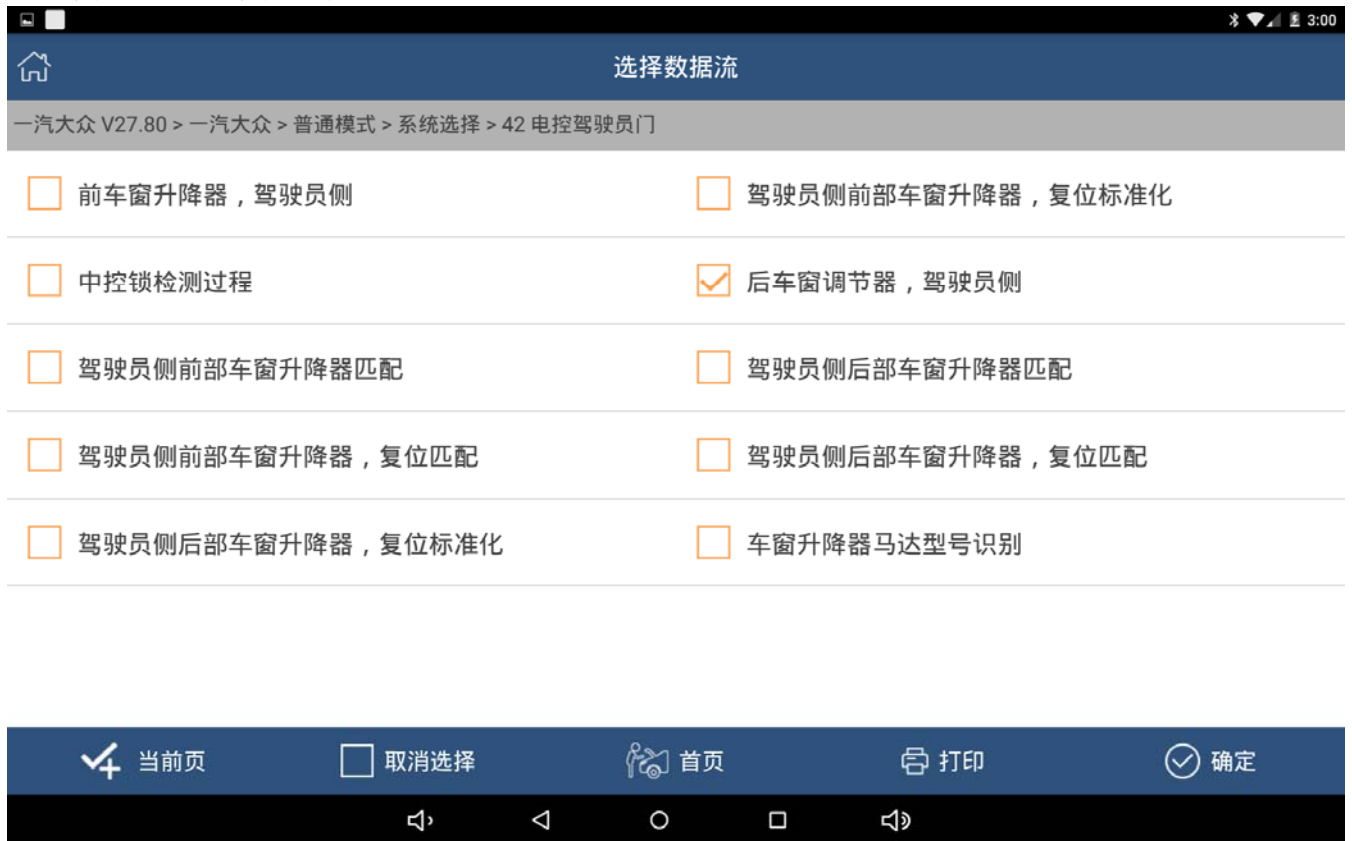 3:00
选择数据流
一汽大众 V27.80 > 一汽大众 > 普通模式 > 系统选择 > 42 电控驾驶员门
前车窗升降器，驾驶员侧
驾驶员侧前部车窗升降器，复位标准化
中控锁检测过程
后车窗调节器，驾驶员侧
驾驶员侧前部车窗升降器匹配
驾驶员侧后部车窗升降器匹配
驾驶员侧前部车窗升降器，复位匹配
驾驶员侧后部车窗升降器，复位匹配
驾驶员侧后部车窗升降器，复位标准化
车窗升降器马达型号识别
当前页
取消选择
首页
打印
确定